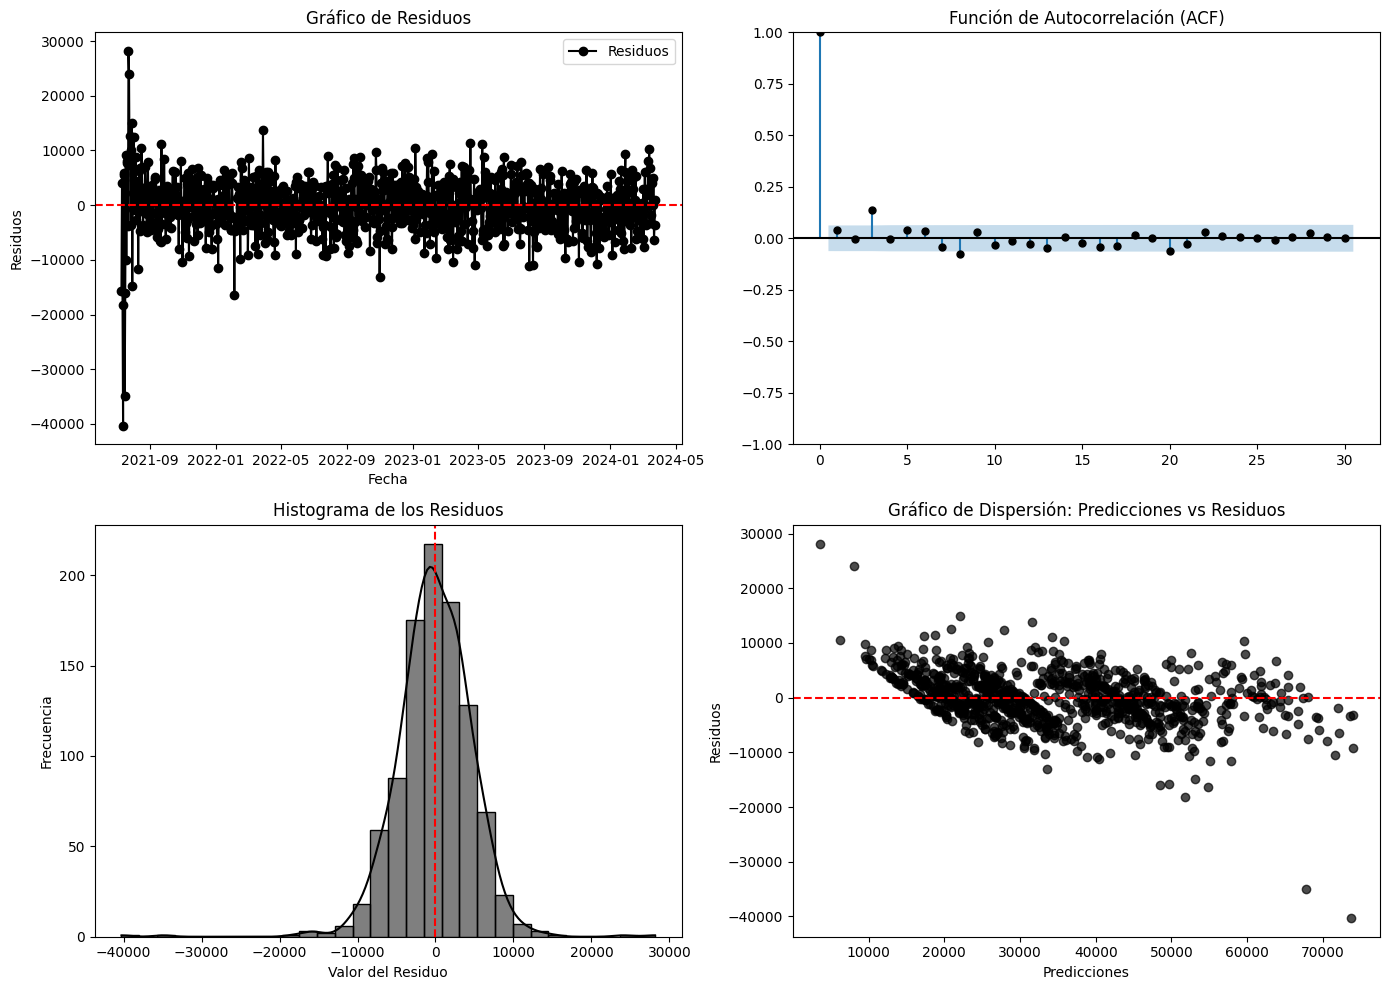 Gráfico de Residuos
Residuos
30000
20000
10000
0
−10000
−20000
−30000
−40000
Residuos
2021-09 2022-01 2022-05 2022-09 2023-01 2023-05 2023-09 2024-01 2024-05
Fecha
Función de Autocorrelación (ACF)
1.00
0.75
0.50
0.25
0.00
−0.25
−0.50
−0.75
−1.00
0 5 10 15 20 25 30
Histograma de los Residuos
200
150
100
50
0
Frecuencia
−40000 −30000 −20000 −10000 0 10000 20000 30000
Valor del Residuo
Gráfico de Dispersión: Predicciones vs Residuos
30000
20000
10000
0
−10000
−20000
−30000
−40000
Residuos
10000 20000 30000 40000 50000 60000 70000
Predicciones